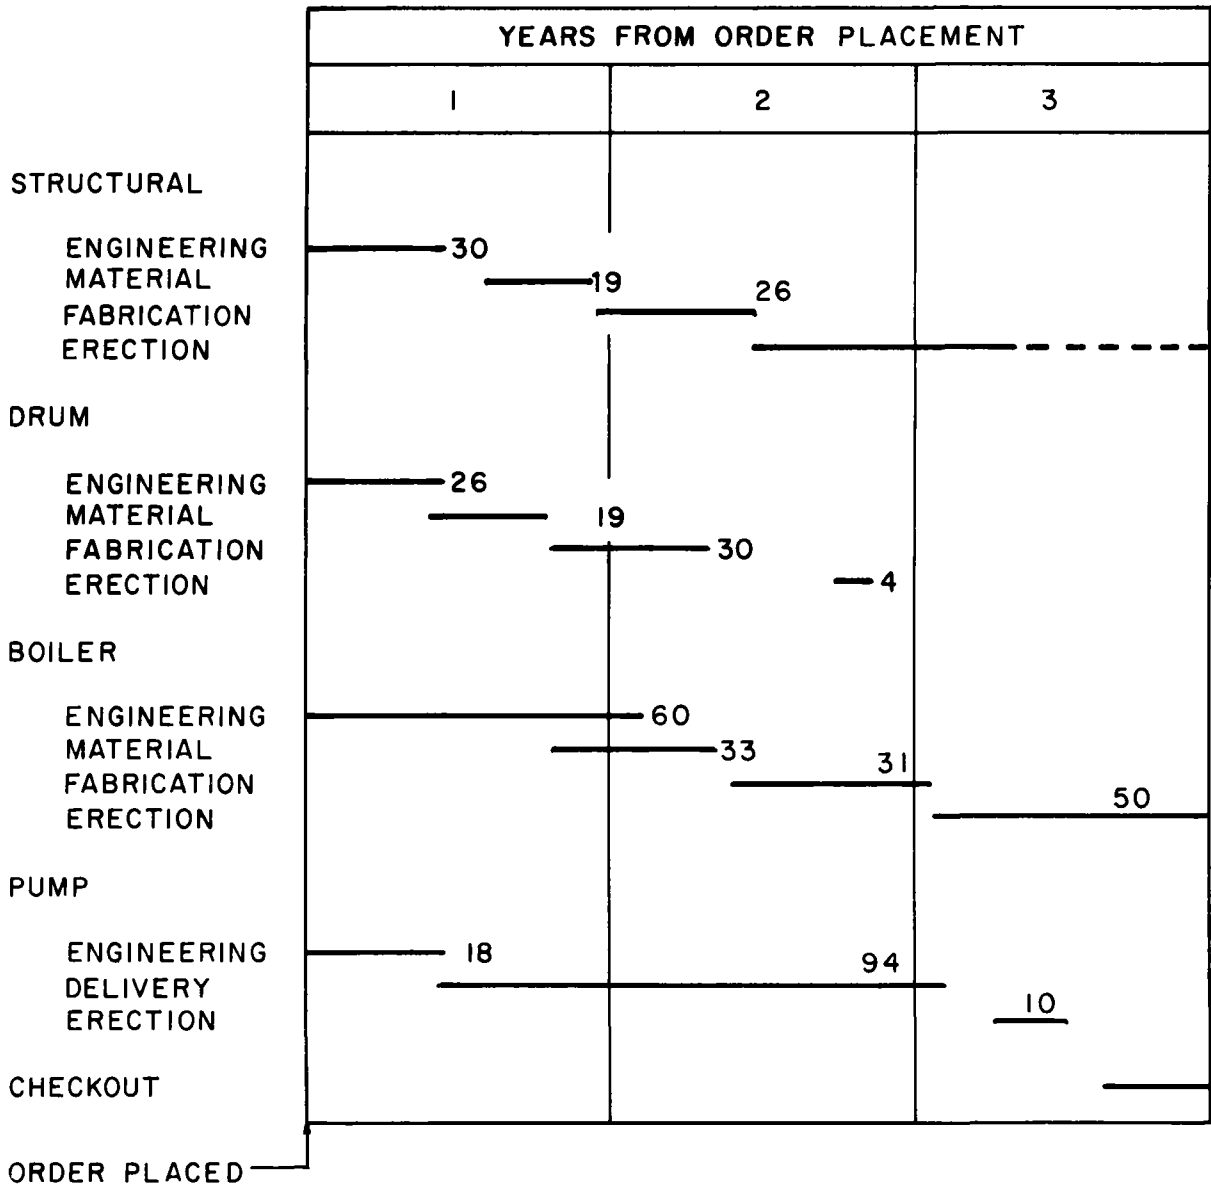 YEARS FROM ORDER PLACEMENT
1 2 3
STRUCTURAL
ENGINEERING 30
MATERIAL 19
FABRICATION 26
ERECTION
DRUM
ENGINEERING 26
MATERIAL 19
FABRICATION 30
ERECTION 4
BOILER
ENGINEERING 60
MATERIAL 33
FABRICATION 31
ERECTION 50
PUMP
ENGINEERING 18
DELIVERY 94
ERECTION 10
CHECKOUT
ORDER PLACED